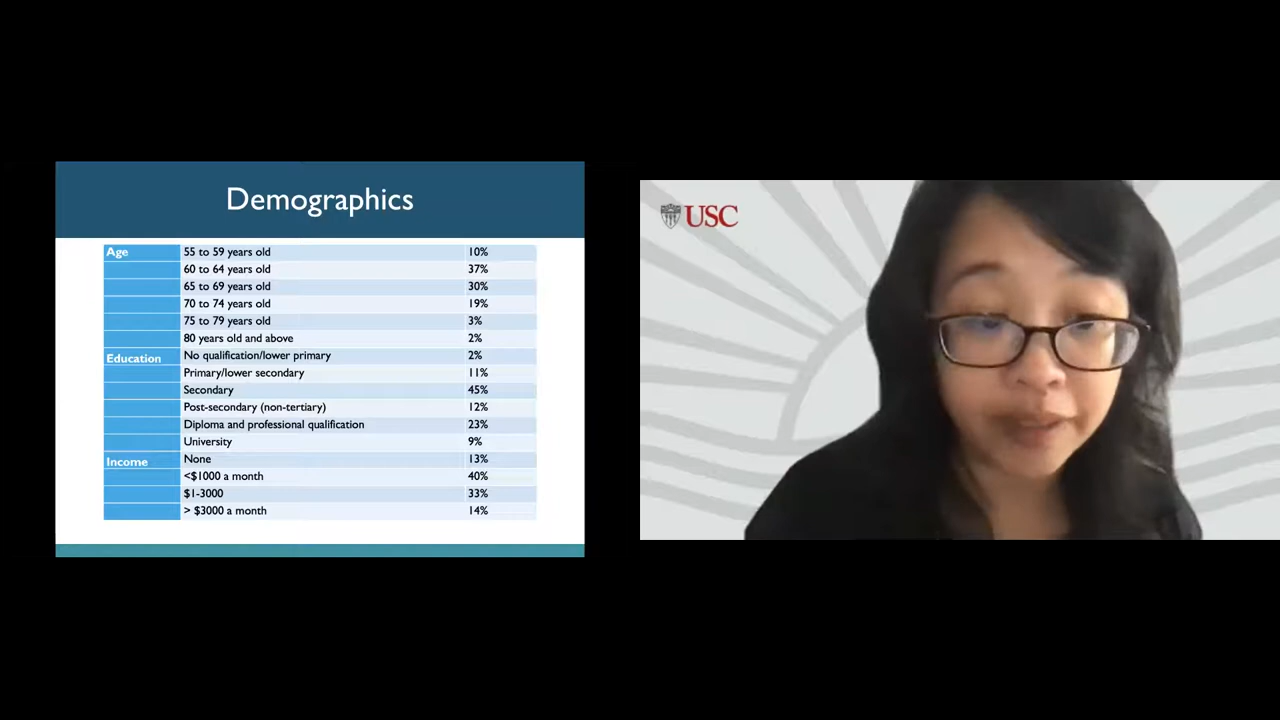 Demographics
Age 55 to 59 years old 10%
60 to 64 years old 37%
65 to 69 years old 30%
70 to 74 years old 19%
75 to 79 years old 3%
80 years old and above 2%
Education No qualification/lower primary 2%
Primary/lower secondary 11%
Secondary 45%
Post-secondary (non-tertiary) 12%
Diploma and professional qualification 23%
University 9%
Income None 13%
<$1000 a month 40%
$1-3000 33%
> $3000 a month 14%
USC